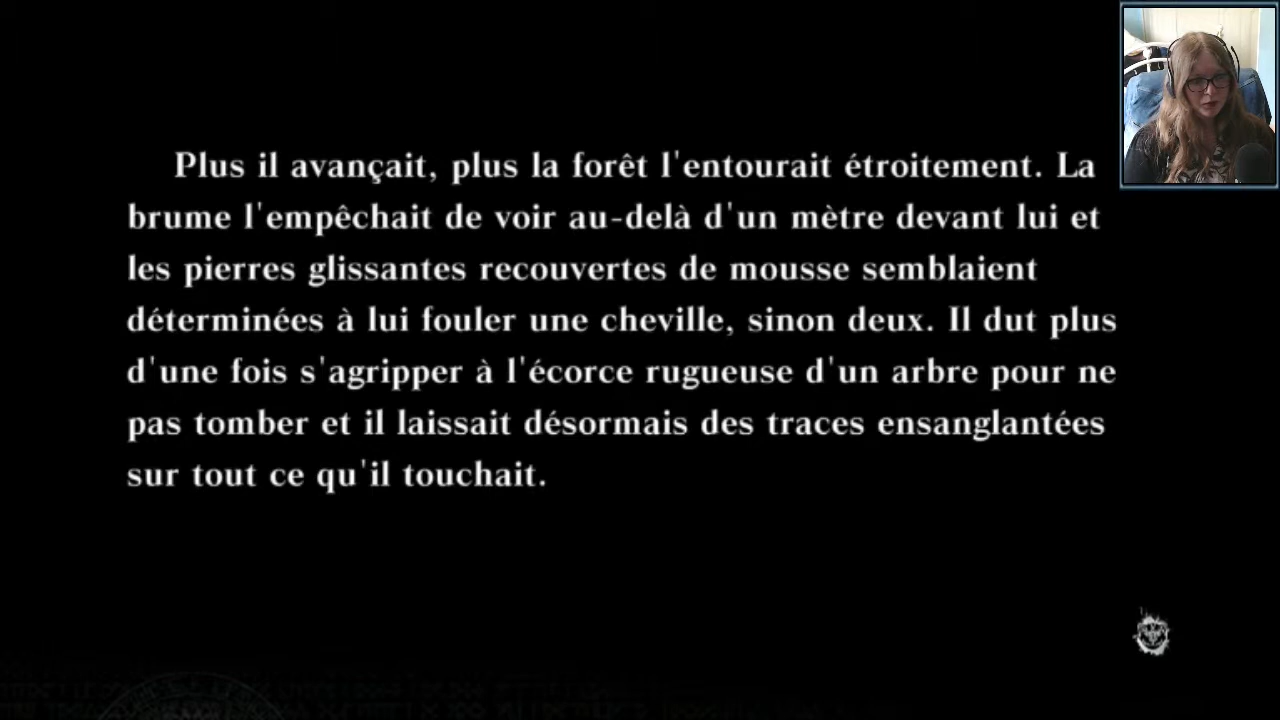 Plus il avançait, plus la forêt l'entourait étroitement. La
brume l'empêchait de voir au-delà d'un mètre devant lui et
les pierres glissantes recouvertes de mousse semblaient
déterminées à lui fouler une cheville, sinon deux. Il dut plus
d'une fois s'agripper à l'écorce rugueuse d'un arbre pour ne
pas tomber et il laissait désormais des traces ensanglantées
sur tout ce qu'il touchait.